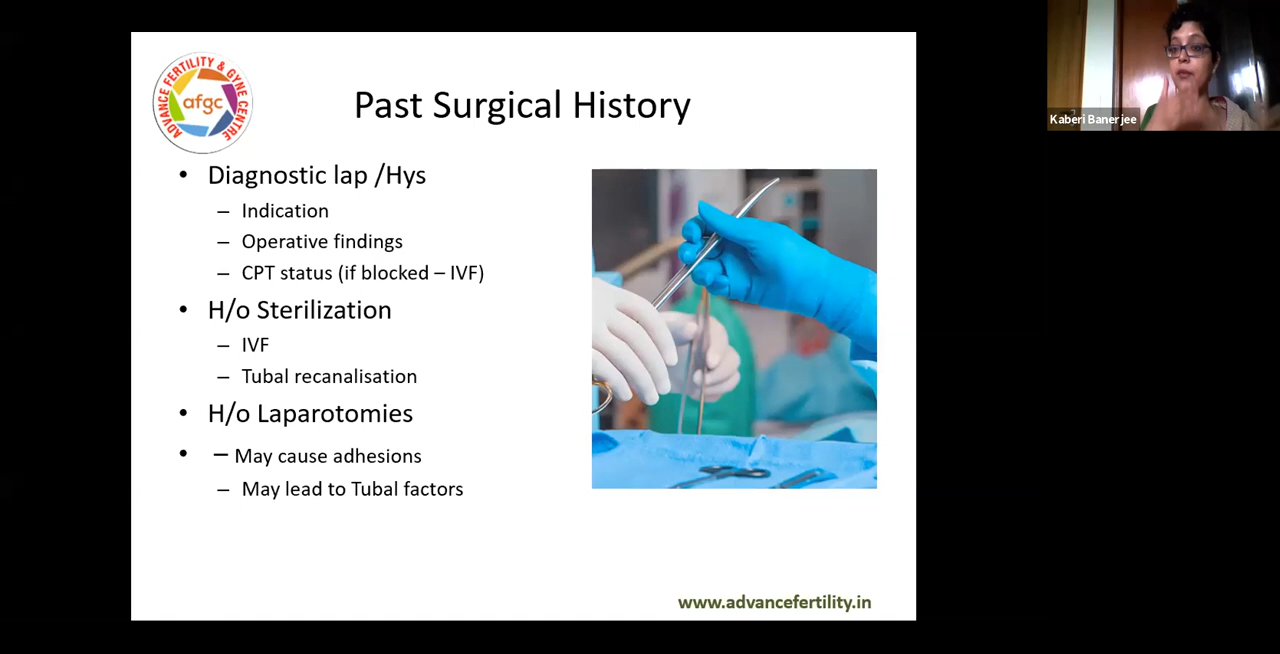 ADVANCE FERTILITY & GYNE CENTRE
afgc
Past Surgical History
• Diagnostic lap /Hys
– Indication
– Operative findings
– CPT status (if blocked – IVF)
• H/o Sterilization
– IVF
– Tubal recanalisation
• H/o Laparotomies
• – May cause adhesions
– May lead to Tubal factors
www.advancefertility.in
Kaberi Banerjee